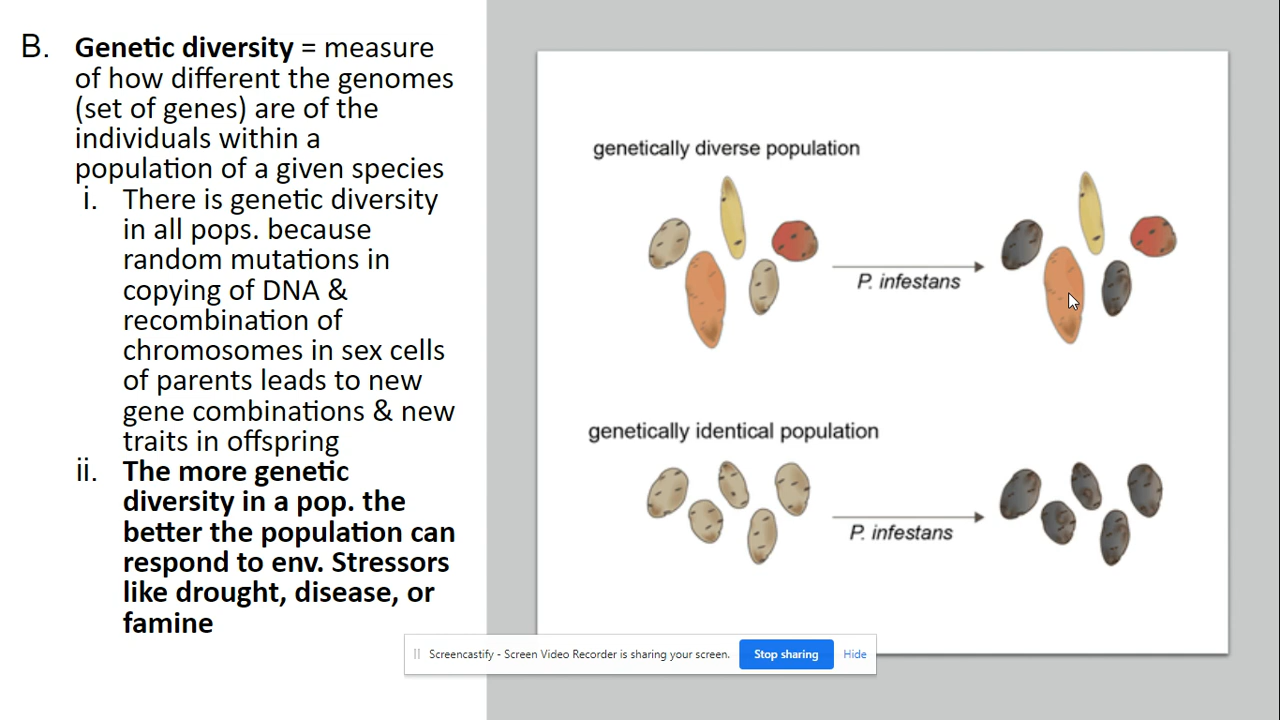 B. Genetic diversity = measure
of how different the genomes
(set of genes) are of the
individuals within a
population of a given species
i. There is genetic diversity
in all pops. because
random mutations in
copying of DNA &
recombination of
chromosomes in sex cells
of parents leads to new
gene combinations & new
traits in offspring
ii. The more genetic
diversity in a pop. the
better the population can
respond to env. Stressors
like drought, disease, or
famine
genetically diverse population
P. infestans
genetically identical population
P. infestans
Screencastify - Screen Video Recorder is sharing your screen. Stop sharing Hide